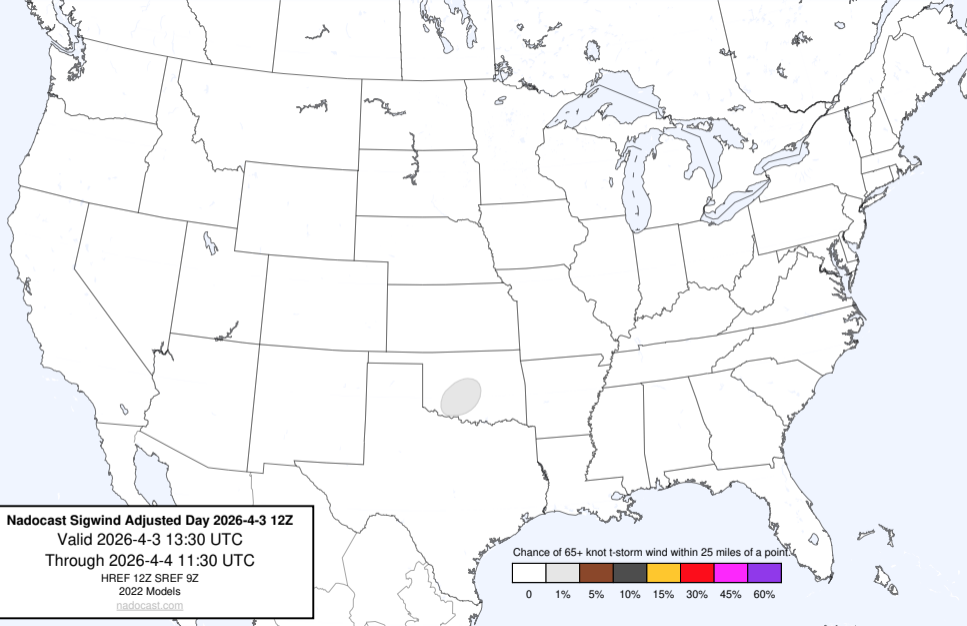 Nadocast Sigwind Adjusted Day 2026-4-3 12Z
Valid 2026-4-3 13:30 UTC
Through 2026-4-4 11:30 UTC
HREF 12Z SREF 9Z
2022 Models
nadocast.com
Chance of 65+ knot t-storm wind within 25 miles of a point.
0 1% 5% 10% 15% 30% 45% 60%